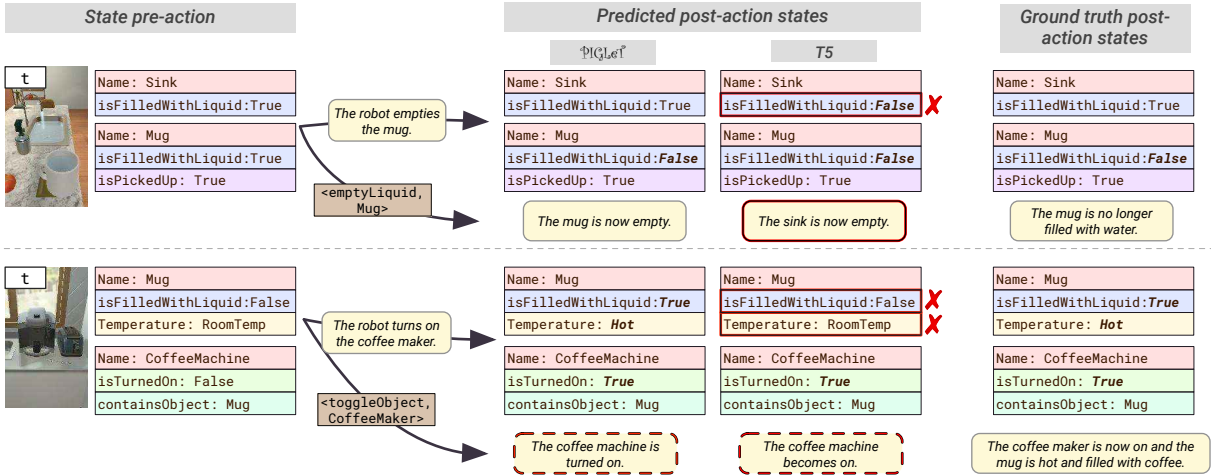 State pre-action
Predicted post-action states
Ground truth post-
action states
PIGLeT
T5
t
Name: Sink
isFilledWithLiquid:True
Name: Mug
isFilledWithLiquid:True
isPickedUp: True
The robot empties
the mug.
<emptyLiquid,
Mug>
Name: Sink
isFilledWithLiquid:True
Name: Mug
isFilledWithLiquid:False
isPickedUp: True
The mug is now empty.
Name: Sink
isFilledWithLiquid:False
Name: Mug
isFilledWithLiquid:False
isPickedUp: True
The sink is now empty.
Name: Sink
isFilledWithLiquid:True
Name: Mug
isFilledWithLiquid:False
isPickedUp: True
The mug is no longer
filled with water.
t
Name: Mug
isFilledWithLiquid:False
Temperature: RoomTemp
Name: CoffeeMachine
isTurnedOn: False
containsObject: Mug
The robot turns on
the coffee maker.
<toggleObject,
CoffeeMaker>
Name: Mug
isFilledWithLiquid:True
Temperature: Hot
Name: CoffeeMachine
isTurnedOn: True
containsObject: Mug
The coffee machine is
turned on.
Name: Mug
isFilledWithLiquid:False
Temperature: RoomTemp
Name: CoffeeMachine
isTurnedOn: True
containsObject: Mug
The coffee machine
becomes on.
Name: Mug
isFilledWithLiquid:True
Temperature: Hot
Name: CoffeeMachine
isTurnedOn: True
containsObject: Mug
The coffee maker is now on and the
mug is hot and filled with coffee.